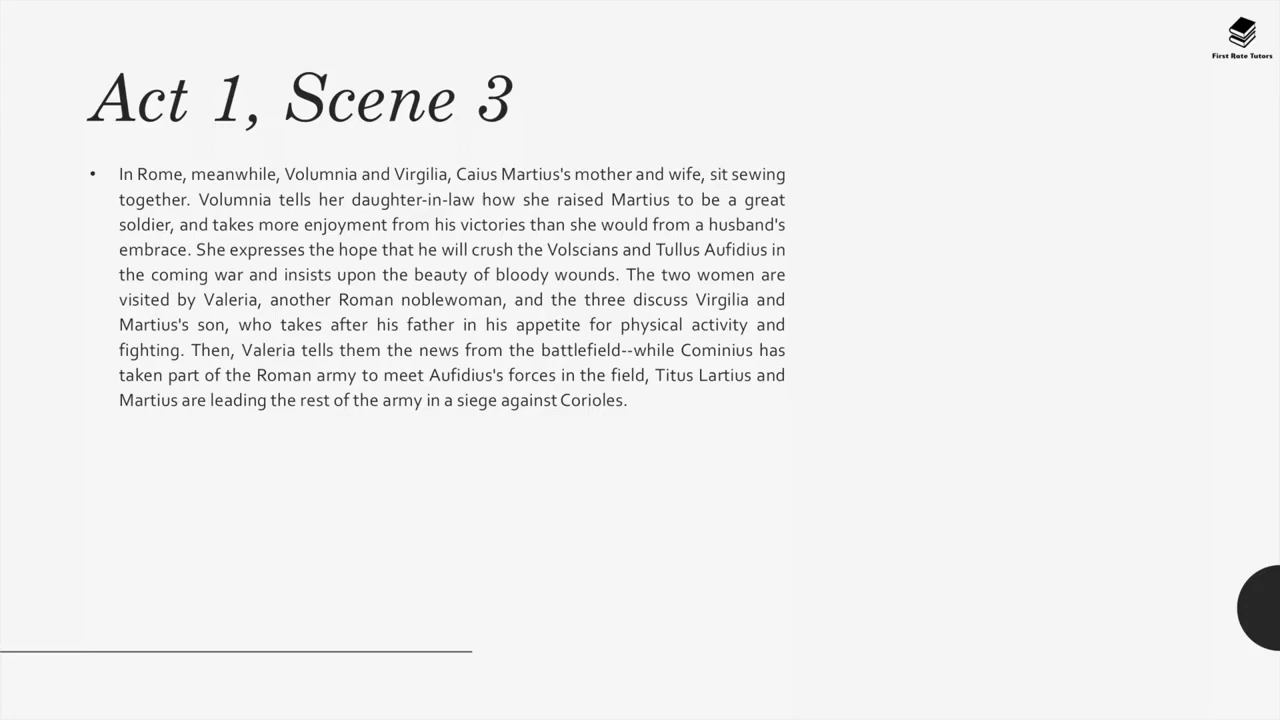 First Rate Tutors
Act 1, Scene 3
• In Rome, meanwhile, Volumnia and Virgilia, Caius Martius's mother and wife, sit sewing
together. Volumnia tells her daughter-in-law how she raised Martius to be a great
soldier, and takes more enjoyment from his victories than she would from a husband's
embrace. She expresses the hope that he will crush the Volscians and Tullus Aufidius in
the coming war and insists upon the beauty of bloody wounds. The two women are
visited by Valeria, another Roman noblewoman, and the three discuss Virgilia and
Martius's son, who takes after his father in his appetite for physical activity and
fighting. Then, Valeria tells them the news from the battlefield--while Cominius has
taken part of the Roman army to meet Aufidius's forces in the field, Titus Lartius and
Martius are leading the rest of the army in a siege against Corioles.